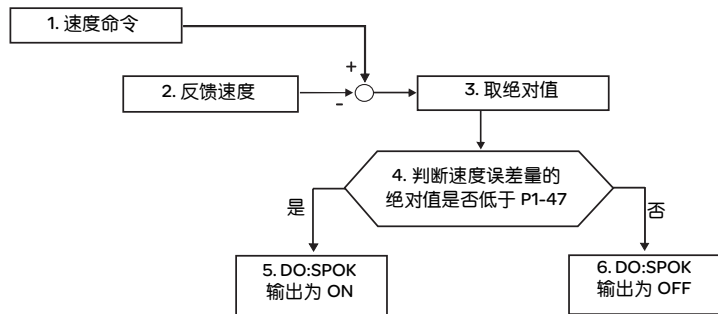 1. 速度命令
+
2. 反馈速度
-
3. 取绝对值
4. 判断速度误差量的
绝对值是否低于 P1-47
是
否
5. DO:SPOK
输出为 ON
6. DO:SPOK
输出为 OFF